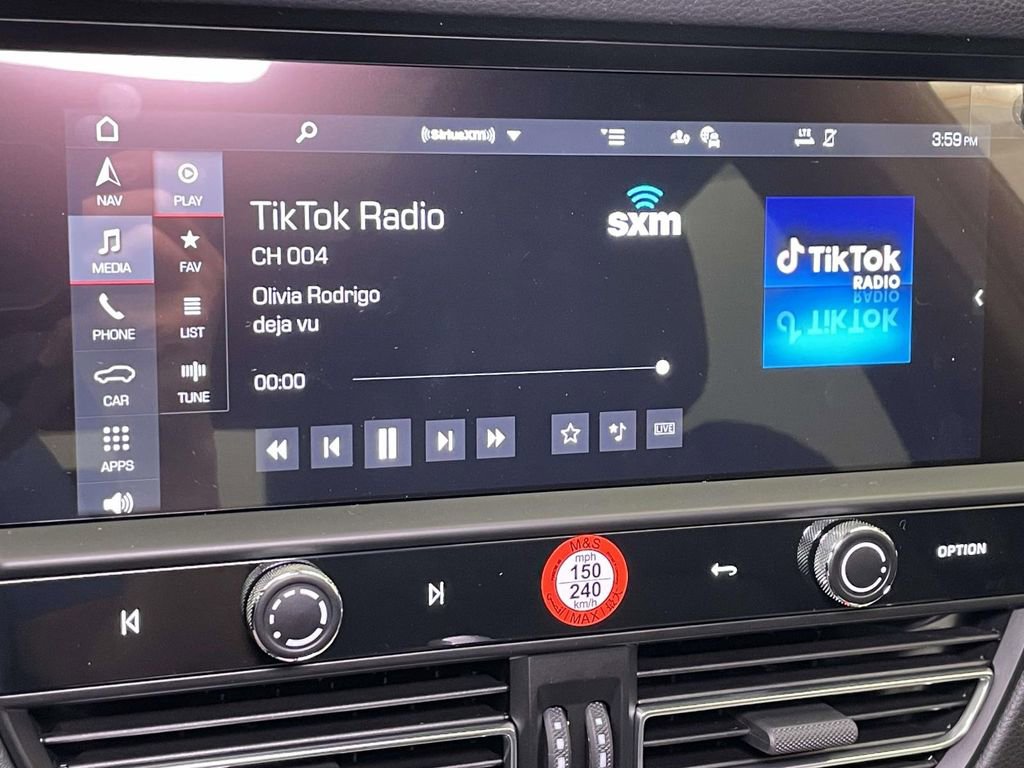 ((SiriusXM))
LTE
3:59 PM
NAV
PLAY
MEDIA
FAV
PHONE
LIST
CAR
TUNE
APPS
TikTok Radio
CH 004
Olivia Rodrigo
deja vu
00:00
LIVE
sxm
TikTok
RADIO
M&S
mph
150
240
km/h
MAX
OPTION